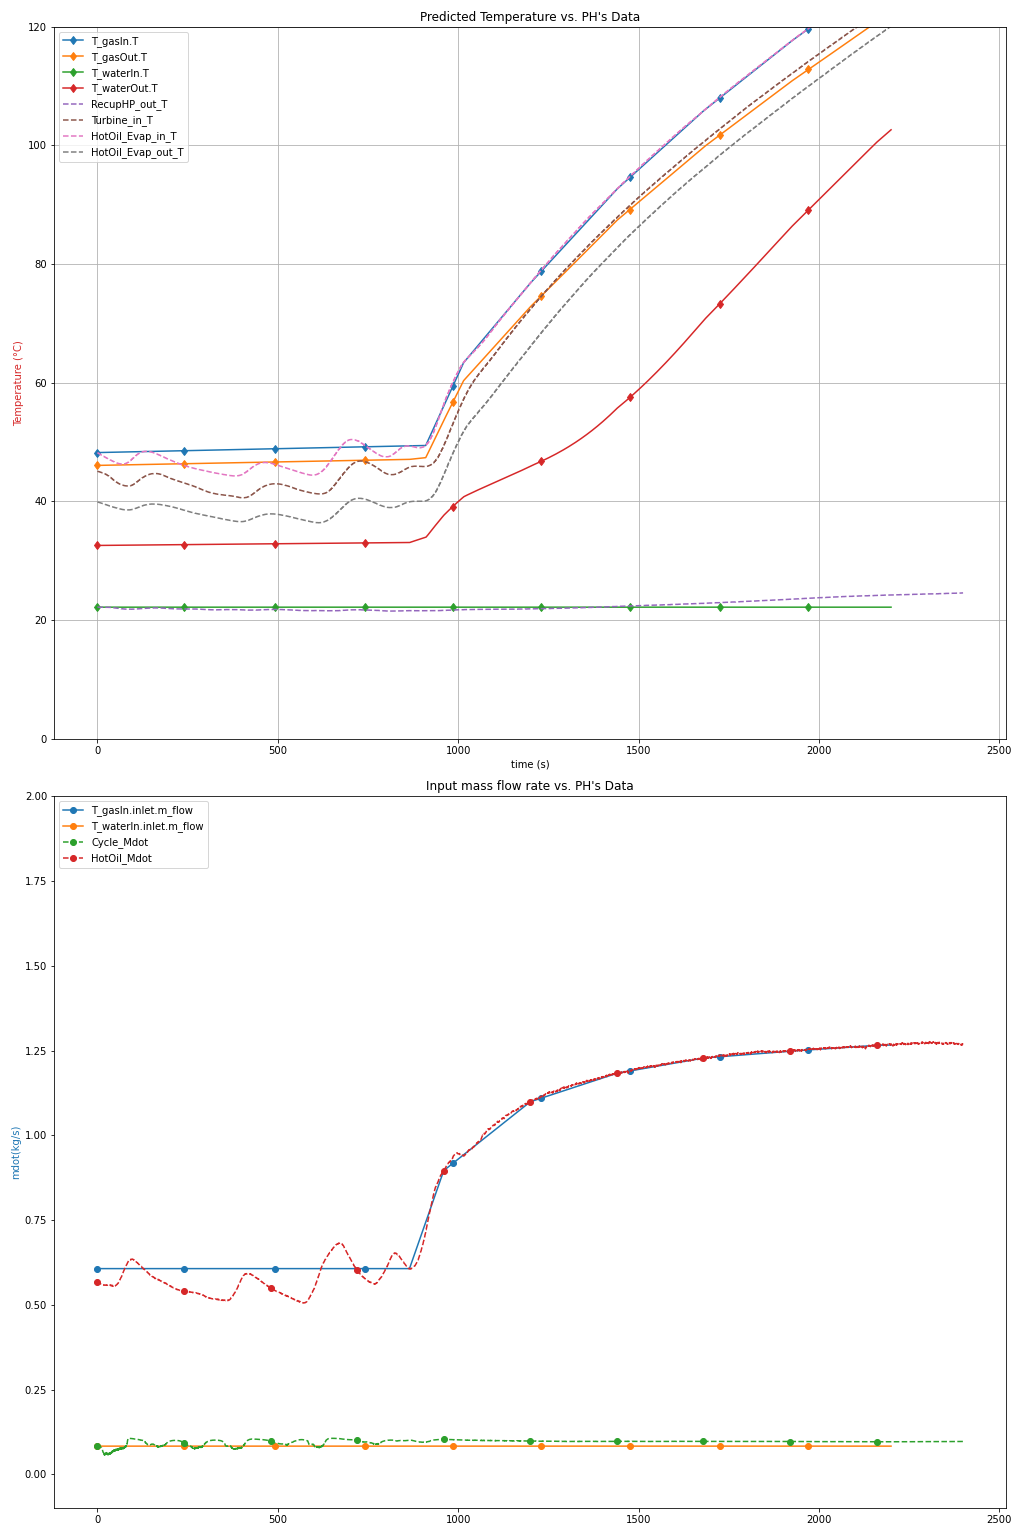 Predicted Temperature vs. PH's Data
120
100
80
60
40
20
0
Temperature (°C)
T_gasIn.T
T_gasOut.T
T_waterIn.T
T_waterOut.T
RecupHP_out_T
Turbine_in_T
HotOil_Evap_in_T
HotOil_Evap_out_T
0 500 1000 1500 2000 2500
time (s)
Input mass flow rate vs. PH's Data
2.00
1.75
1.50
1.25
1.00
0.75
0.50
0.25
0.00
mdot(kg/s)
T_gasIn.inlet.m_flow
T_waterIn.inlet.m_flow
Cycle_Mdot
HotOil_Mdot
0 500 1000 1500 2000 2500